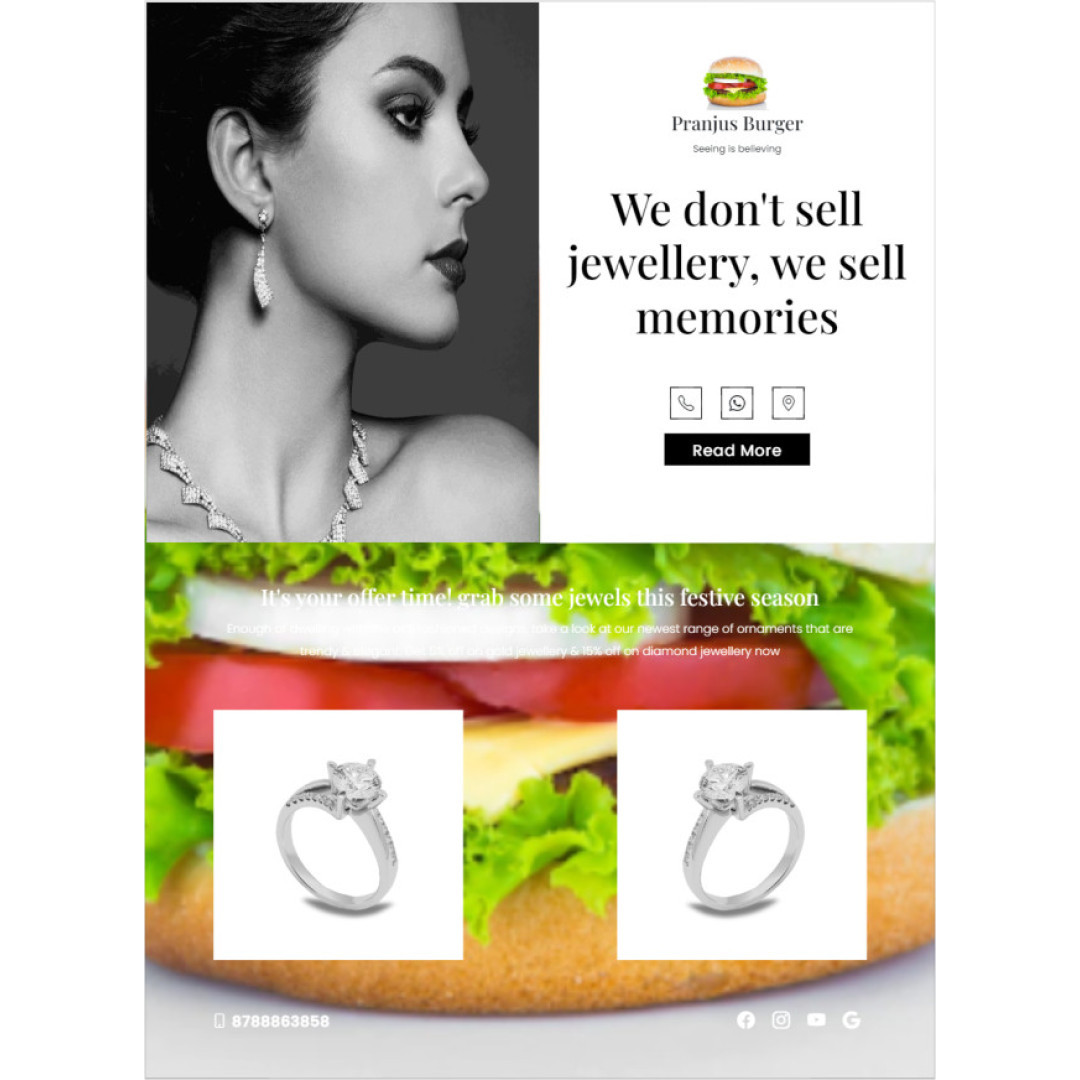 Pranjus Burger
Seeing is believing
We don't sell
jewellery, we sell
memories
Read More
It's your offer time! grab some jewels this festive season
Enough of take a look at our newest range of ornaments that are
trendy & off on gold jewellery & 15% off on diamond jewellery now
8788863858